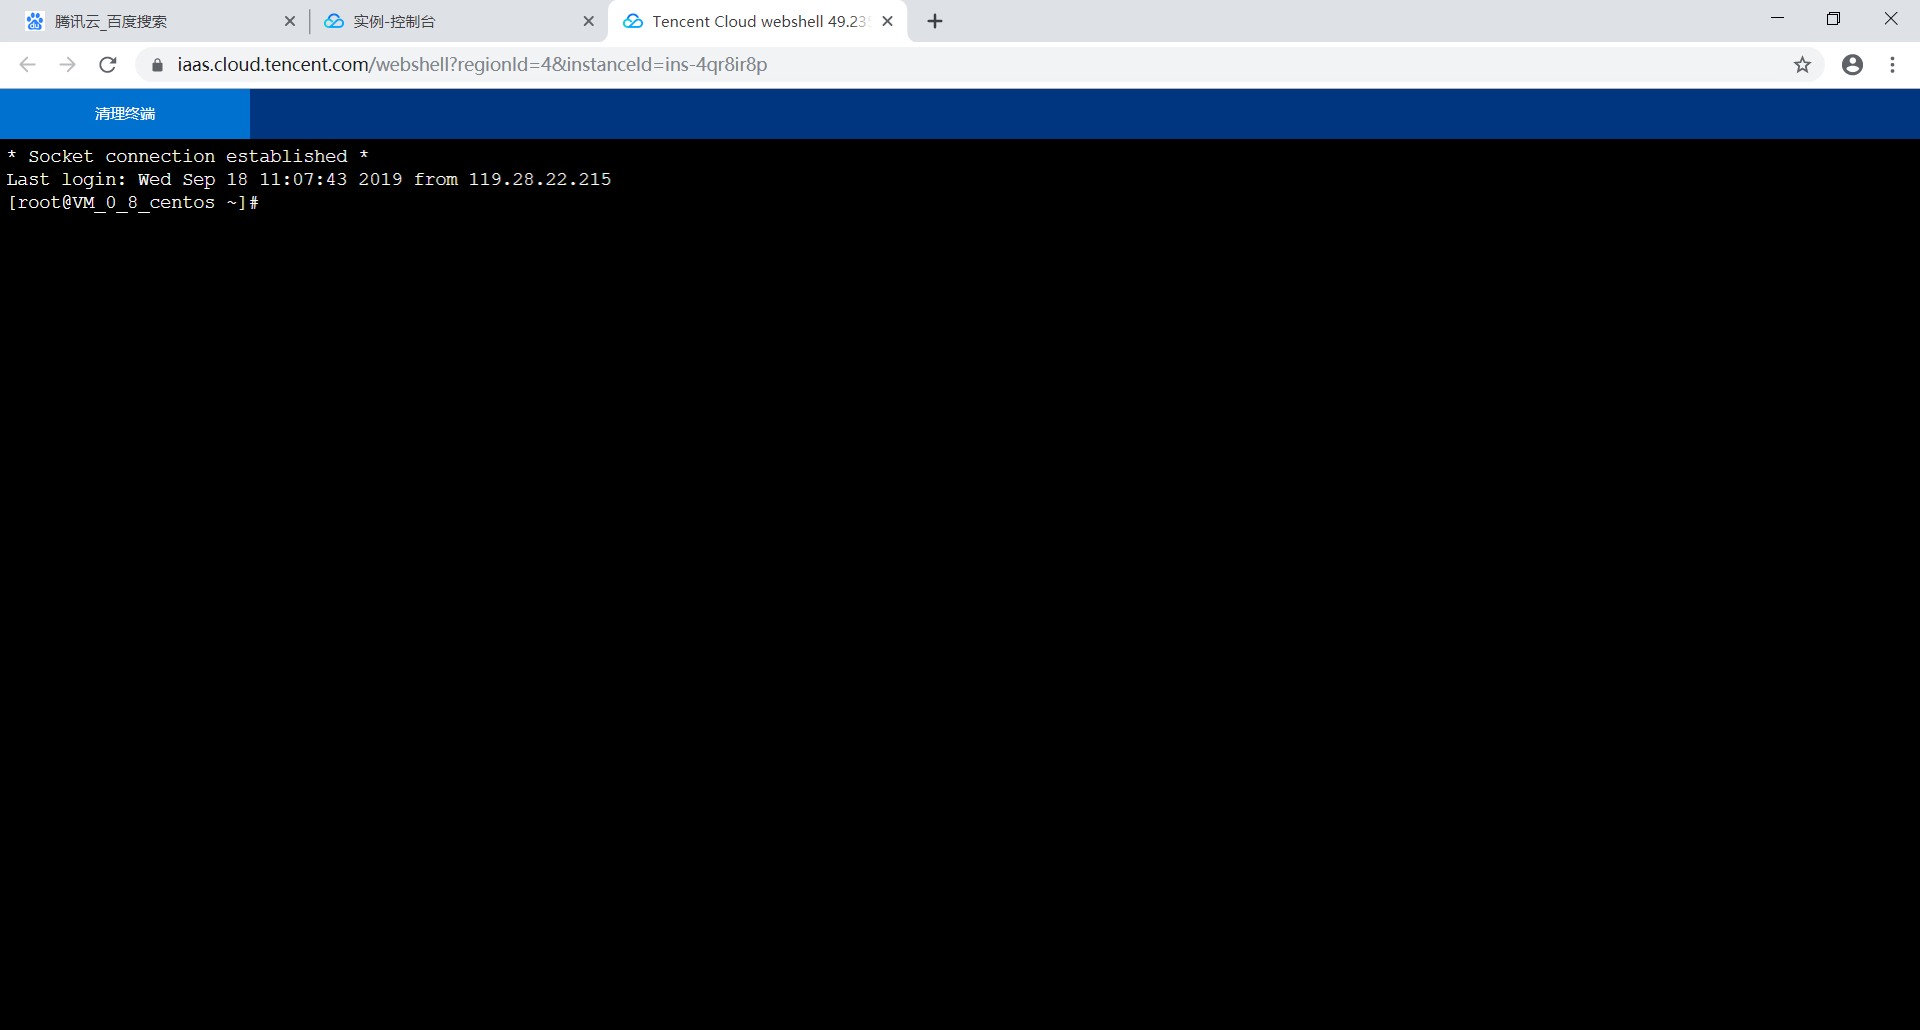 腾讯云_百度搜索
实例-控制台
Tencent Cloud webshell 49.23
iaas.cloud.tencent.com/webshell?regionId=4&instanceId=ins-4qr8ir8p
清理终端
* Socket connection established *
Last login: Wed Sep 18 11:07:43 2019 from 119.28.22.215
[root@VM_0_8_centos ~]#